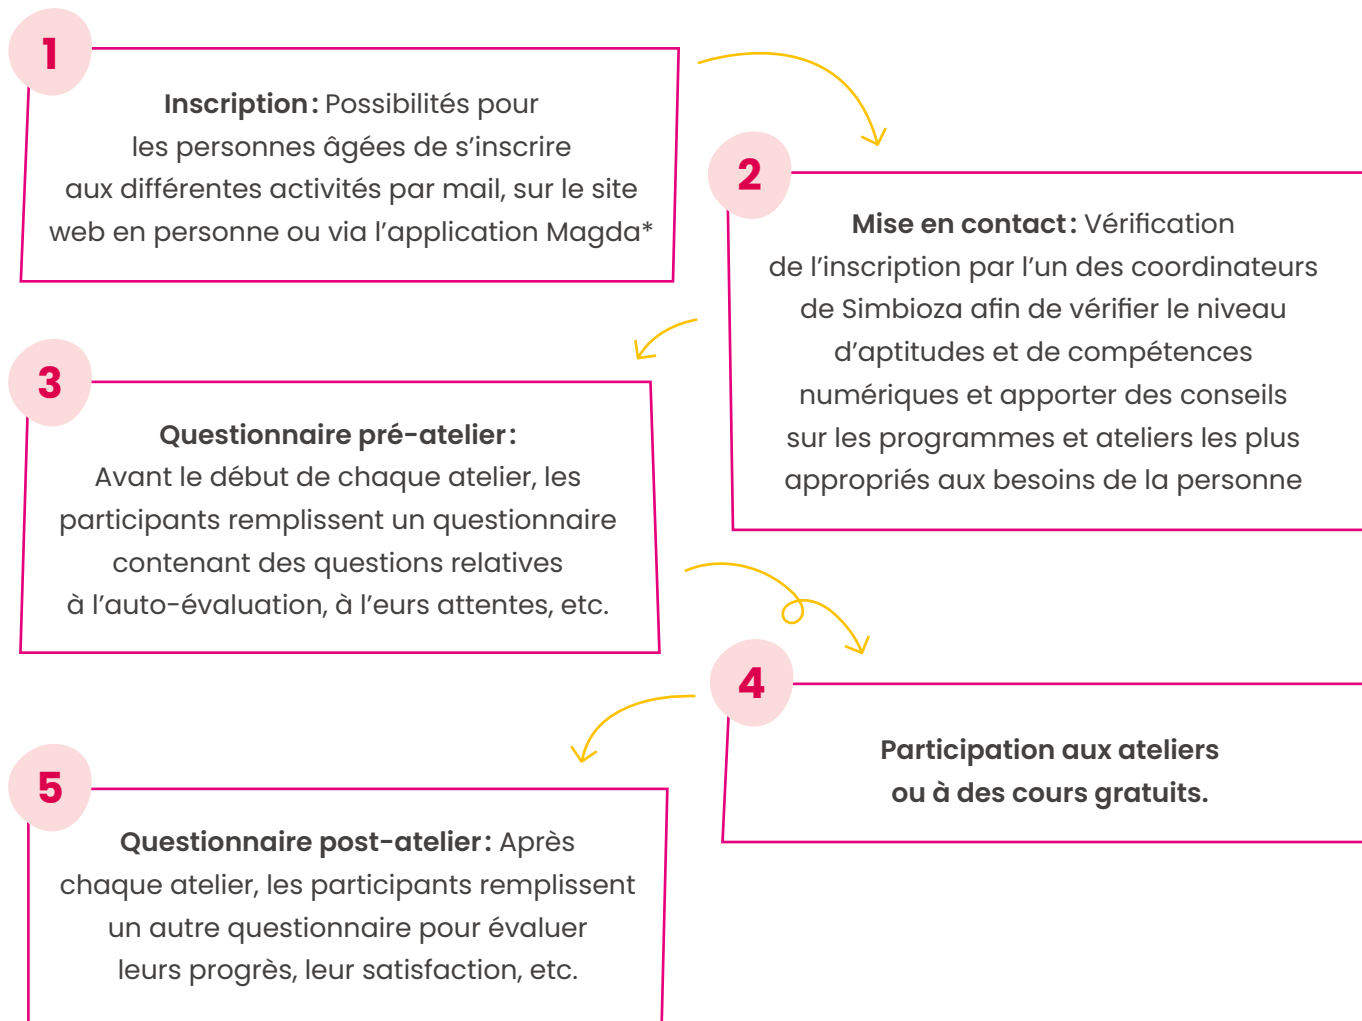 1
Inscription : Possibilités pour
les personnes âgées de s’inscrire
aux différentes activités par mail, sur le site
web en personne ou via l’application Magda*
2
Mise en contact : Vérification
de l’inscription par l’un des coordinateurs
de Simbioza afin de vérifier le niveau
d’aptitudes et de compétences
numériques et apporter des conseils
sur les programmes et ateliers les plus
appropriés aux besoins de la personne
3
Questionnaire pré-atelier :
Avant le début de chaque atelier, les
participants remplissent un questionnaire
contenant des questions relatives
à l’auto-évaluation, à l’eurs attentes, etc.
4
Participation aux ateliers
ou à des cours gratuits.
5
Questionnaire post-atelier : Après
chaque atelier, les participants remplissent
un autre questionnaire pour évaluer
leurs progrès, leur satisfaction, etc.